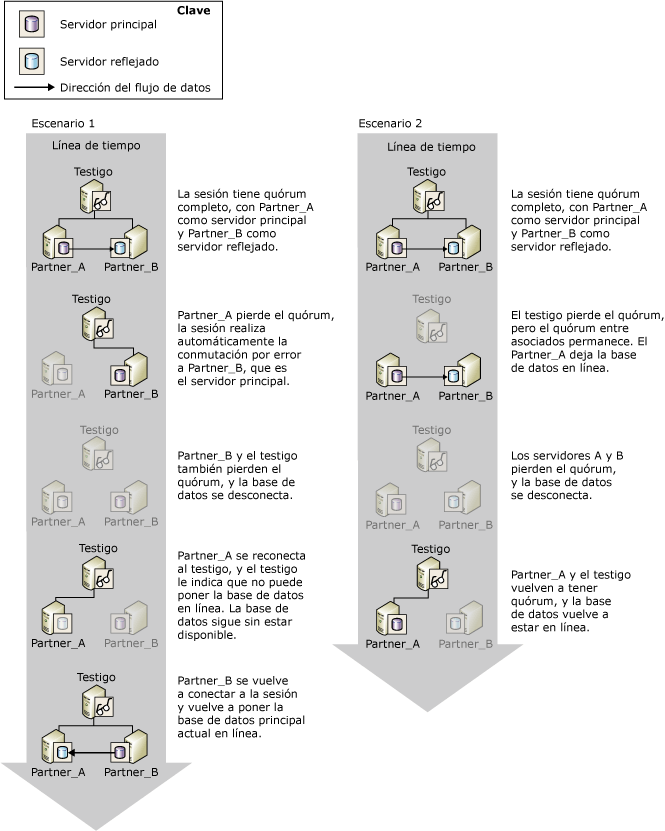 Clave
Servidor principal
Servidor reflejado
Dirección del flujo de datos
Escenario 1
Línea de tiempo
Testigo
Partner_A
Partner_B
La sesión tiene quórum
completo, con Partner_A
como servidor principal
y Partner_B como
servidor reflejado.
Testigo
Partner_A
Partner_B
Partner_A pierde el quórum,
la sesión realiza
automáticamente la
conmutación por error
a Partner_B, que es
el servidor principal.
Testigo
Partner_A
Partner_B
Partner_B y el testigo
también pierden el
quórum, y la base de
datos se desconecta.
Testigo
Partner_A
Partner_B
Partner_A se reconecta
al testigo, y el testigo
le indica que no puede
poner la base de datos
en línea. La base de
datos sigue sin estar
disponible.
Testigo
Partner_A
Partner_B
Partner_B se vuelve
a conectar a la sesión
y vuelve a poner la
base de datos principal
actual en línea.
Escenario 2
Línea de tiempo
Testigo
Partner_A
Partner_B
La sesión tiene quórum
completo, con Partner_A
como servidor principal
y Partner_B como
servidor reflejado.
Testigo
Partner_A
Partner_B
El testigo pierde el quórum,
pero el quórum entre
asociados permanece. El
Partner_A deja la base
de datos en línea.
Testigo
Partner_A
Partner_B
Los servidores A y B
pierden el quórum,
y la base de datos
se desconecta.
Testigo
Partner_A
Partner_B
Partner_A y el testigo
vuelven a tener
quórum, y la base
de datos vuelve a
estar en línea.